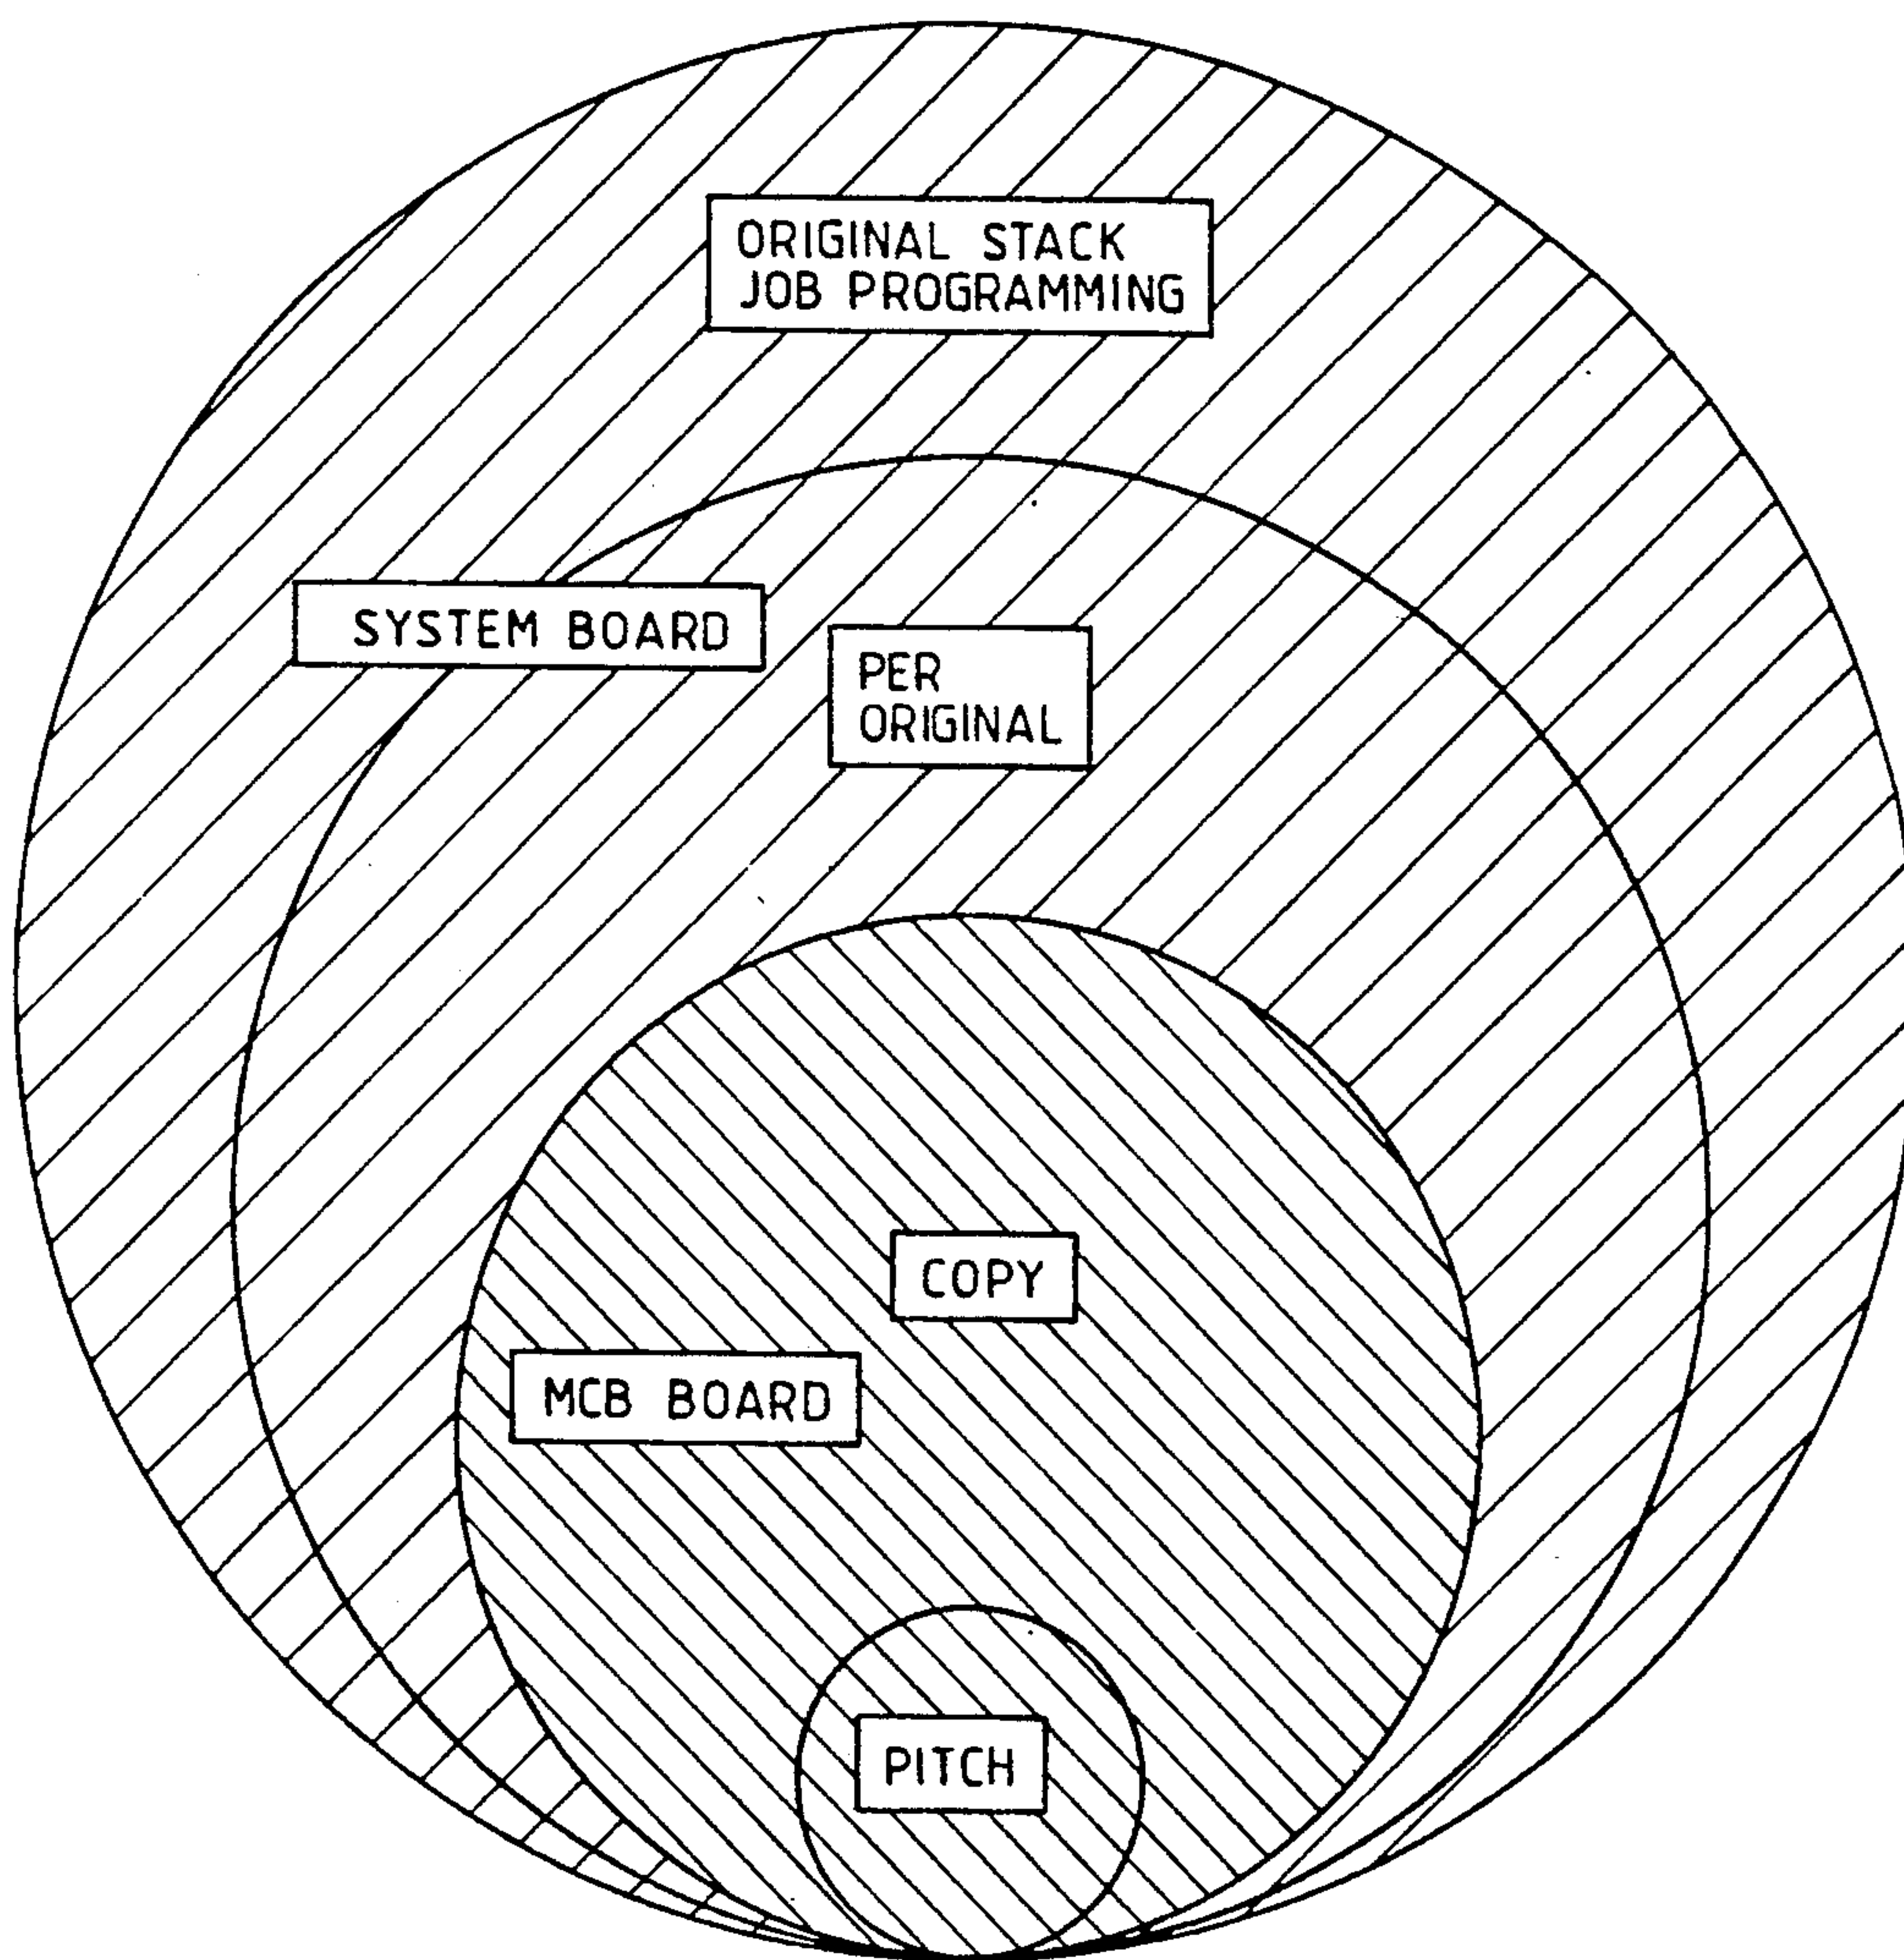 ORIGINAL STACK
JOB PROGRAMMING
SYSTEM BOARD
PER
ORIGINAL
COPY
MCB BOARD
PITCH